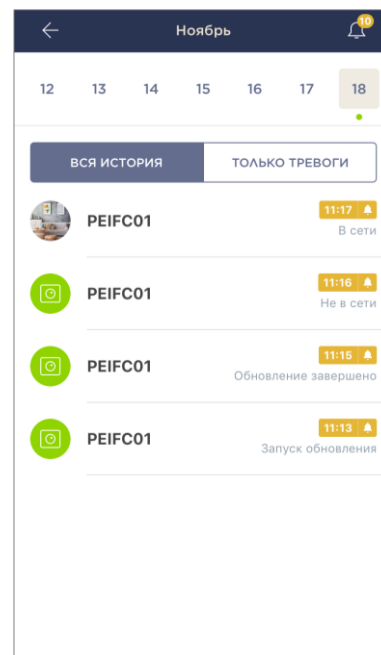 Ноябрь
10
12 13 14 15 16 17 18
ВСЯ ИСТОРИЯ ТОЛЬКО ТРЕВОГИ
PEIFC01
11:17
В сети
PEIFC01
11:16
Не в сети
PEIFC01
11:15
Обновление завершено
PEIFC01
11:13
Запуск обновления